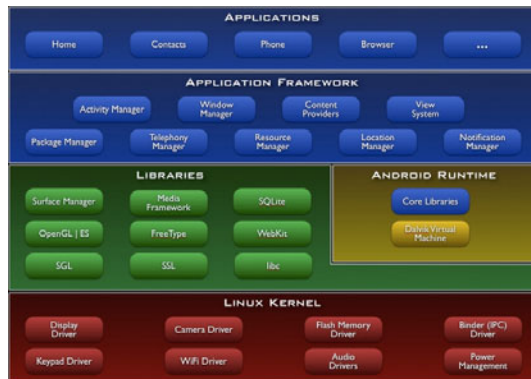 APPLICATIONS
Home
Contacts
Phone
Browser
...
APPLICATION FRAMEWORK
Activity Manager
Window
Manager
Content
Providers
View
System
Package Manager
Telephony
Manager
Resource
Manager
Location
Manager
Notification
Manager
LIBRARIES
Surface Manager
Media
Framework
SQLite
OpenGL | ES
FreeType
WebKit
SGL
SSL
libc
ANDROID RUNTIME
Core Libraries
Dalvik Virtual
Machine
LINUX KERNEL
Display
Driver
Camera Driver
Flash Memory
Driver
Binder (IPC)
Driver
Keypad Driver
WiFi Driver
Audio
Drivers
Power
Management